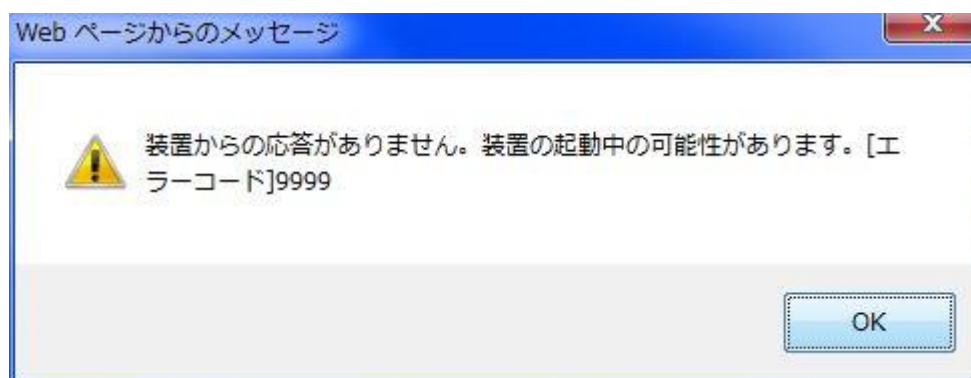 Web ページからのメッセージ
装置からの応答がありません。装置の起動中の可能性があります。[エ
ラーコード]9999
OK